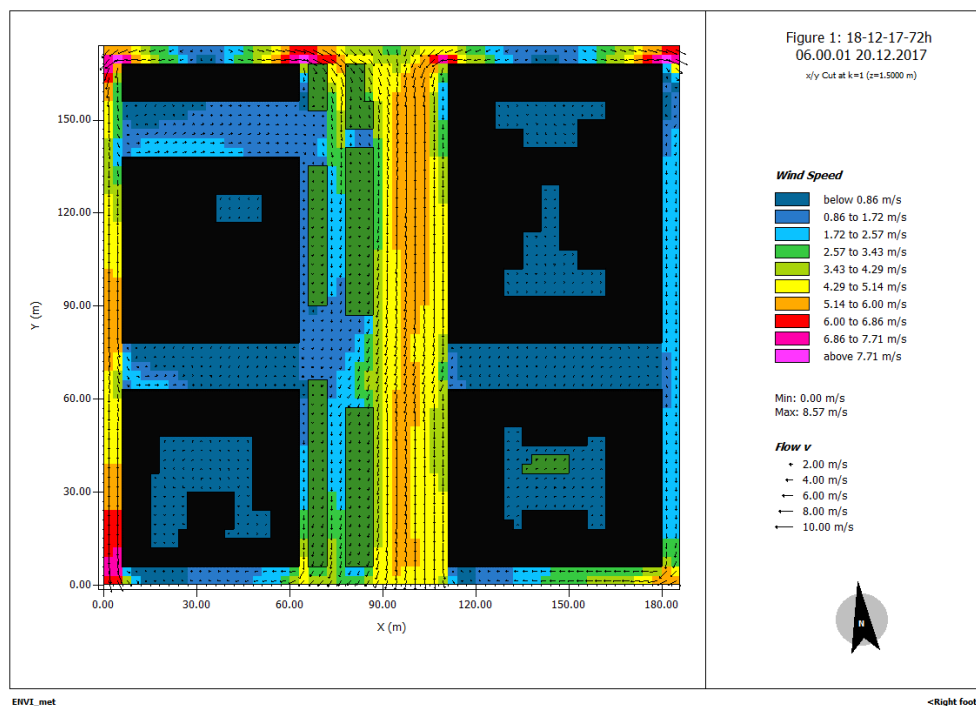 Figure 1: 18-12-17-72h
06.00.01 20.12.2017
x/y Cut at k=1 (z=1.5000 m)
150.00
120.00
90.00
60.00
30.00
0.00
Y (m)
0.00 30.00 60.00 90.00 120.00 150.00 180.00
X (m)
Wind Speed
below 0.86 m/s
0.86 to 1.72 m/s
1.72 to 2.57 m/s
2.57 to 3.43 m/s
3.43 to 4.29 m/s
4.29 to 5.14 m/s
5.14 to 6.00 m/s
6.00 to 6.86 m/s
6.86 to 7.71 m/s
above 7.71 m/s
Min: 0.00 m/s
Max: 8.57 m/s
Flow v
2.00 m/s
4.00 m/s
6.00 m/s
8.00 m/s
10.00 m/s
N
ENVI_met
<Right foot